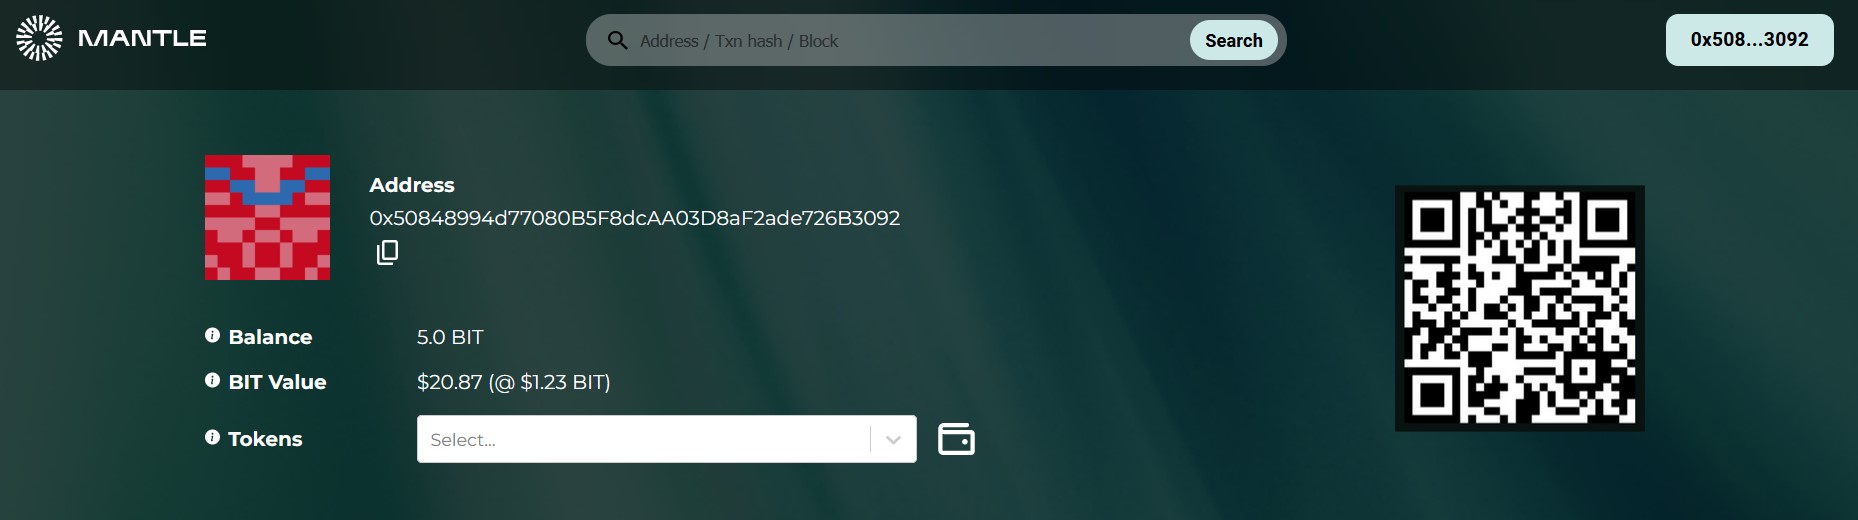 MANTLE
Address / Txn hash / Block
Search
0x508...3092
Address
0x50848994d77080B5F8dcAA03D8aF2ade726B3092
Balance
5.0 BIT
BIT Value
$20.87 (@ $1.23 BIT)
Tokens
Select...